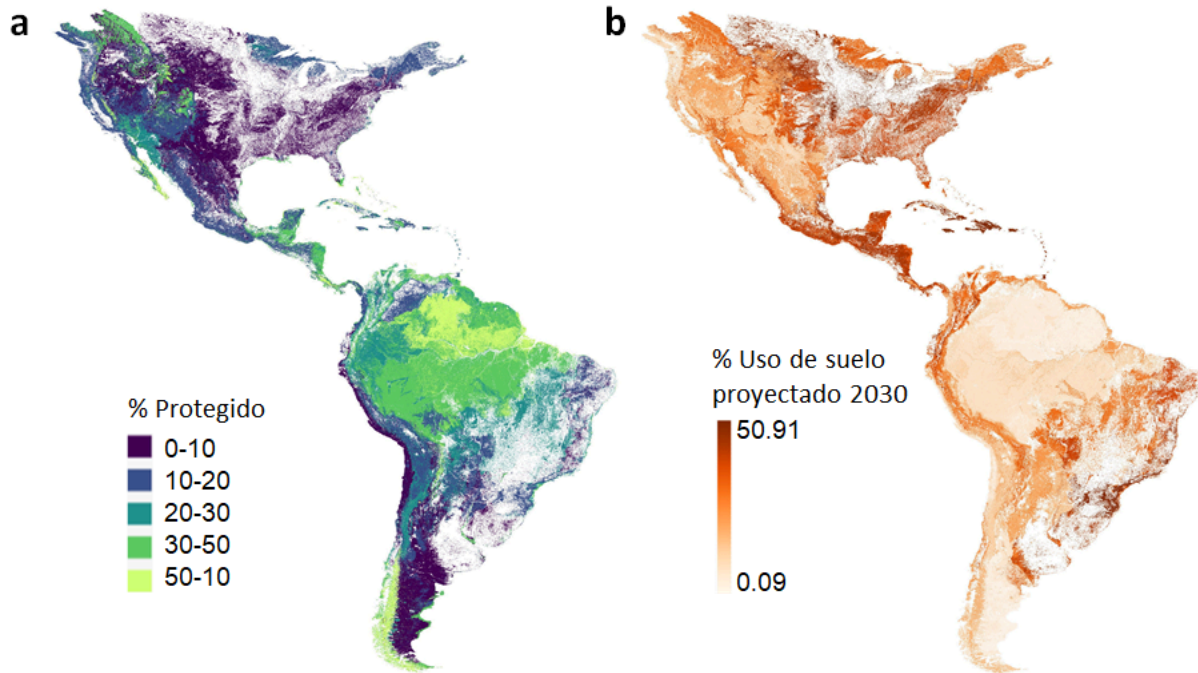 a
% Protegido
0-10
10-20
20-30
30-50
50-10
b
% Uso de suelo
proyectado 2030
50.91
0.09